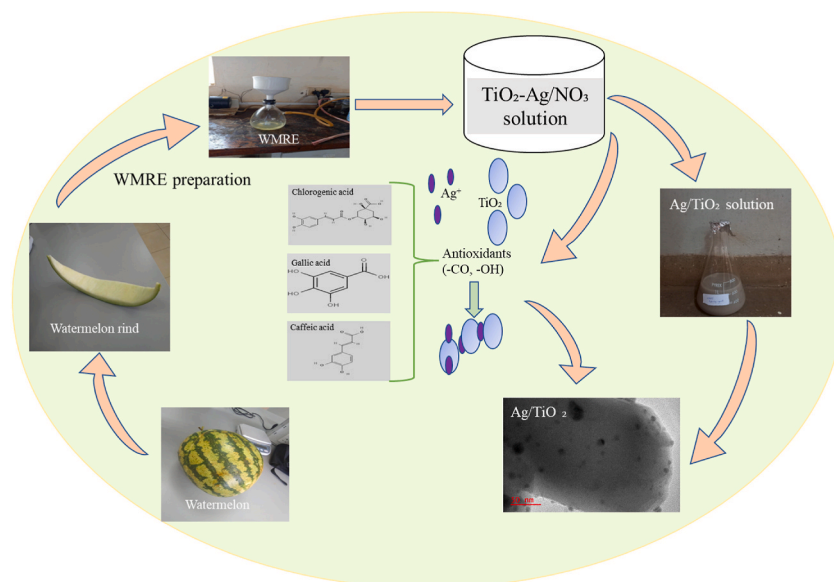 TiO₂-Ag/NO₃
solution
WMRE
WMRE preparation
Chlorogenic acid
Ag⁺
TiO₂
Ag/TiO₂ solution
Watermelon rind
Gallic acid
O
HO
OH
HO
OH
Antioxidants
(-CO, -OH)
Caffeic acid
Ag/TiO ₂
Watermelon